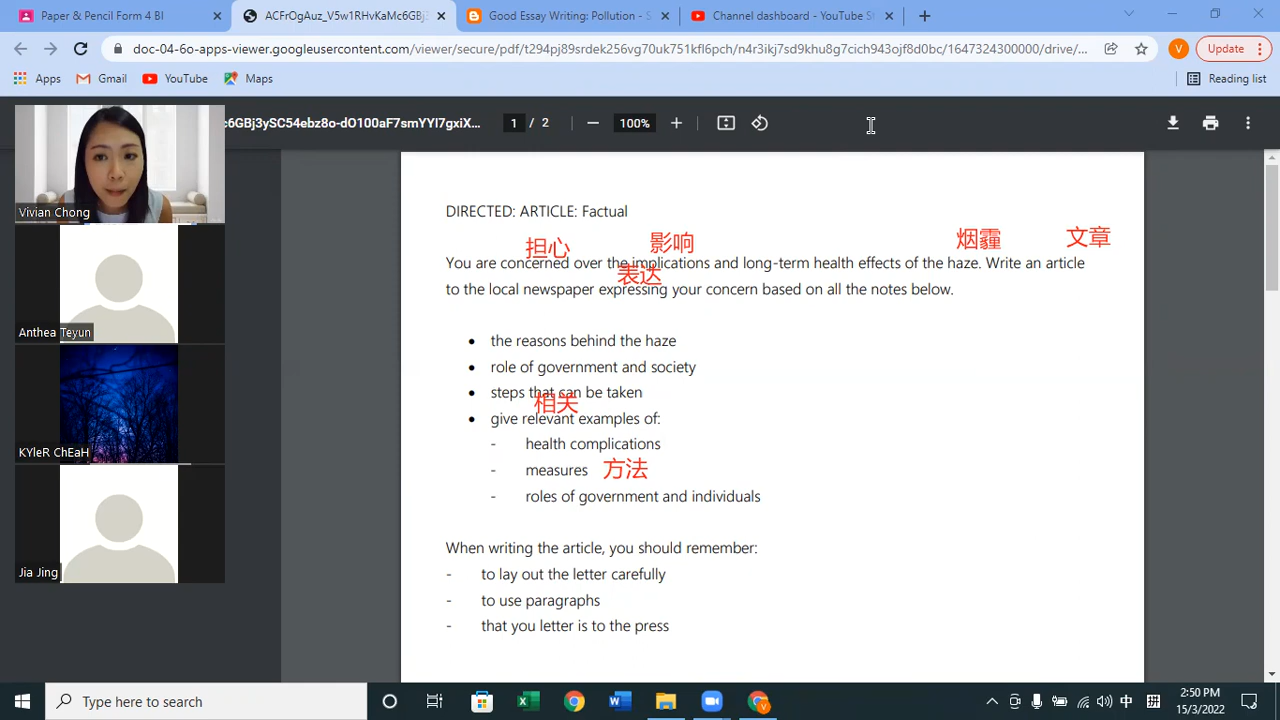 Paper & Pencil Form 4 BI
ACFrOgAuz_V5w1RHvKaMc6GBj
Good Essay Writing: Pollution - S
Channel dashboard - YouTube St
doc-04-6o-apps-viewer.googleusercontent.com/viewer/secure/pdf/t294pj89srdek256vg70uk751kfl6pch/n4r3ikj7sd9khu8g7cich943ojf8d0bc/1647324300000/drive/...
V
Update
Apps
Gmail
YouTube
Maps
Reading list
c6GBj3ySC54ebz8o-dO100aF7smYYI7gxiX...
1 / 2
100%
Vivian Chong
Anthea Teyun
KYleR ChEaH
Jia Jing
DIRECTED: ARTICLE: Factual
担心 影响 烟霾 文章
You are concerned over the implications and long-term health effects of the haze. Write an article
表达
to the local newspaper expressing your concern based on all the notes below.
• the reasons behind the haze
• role of government and society
• steps that can be taken
相关
• give relevant examples of:
- health complications
- measures 方法
- roles of government and individuals
When writing the article, you should remember:
- to lay out the letter carefully
- to use paragraphs
- that you letter is to the press
Type here to search
中
拼
2:50 PM
15/3/2022